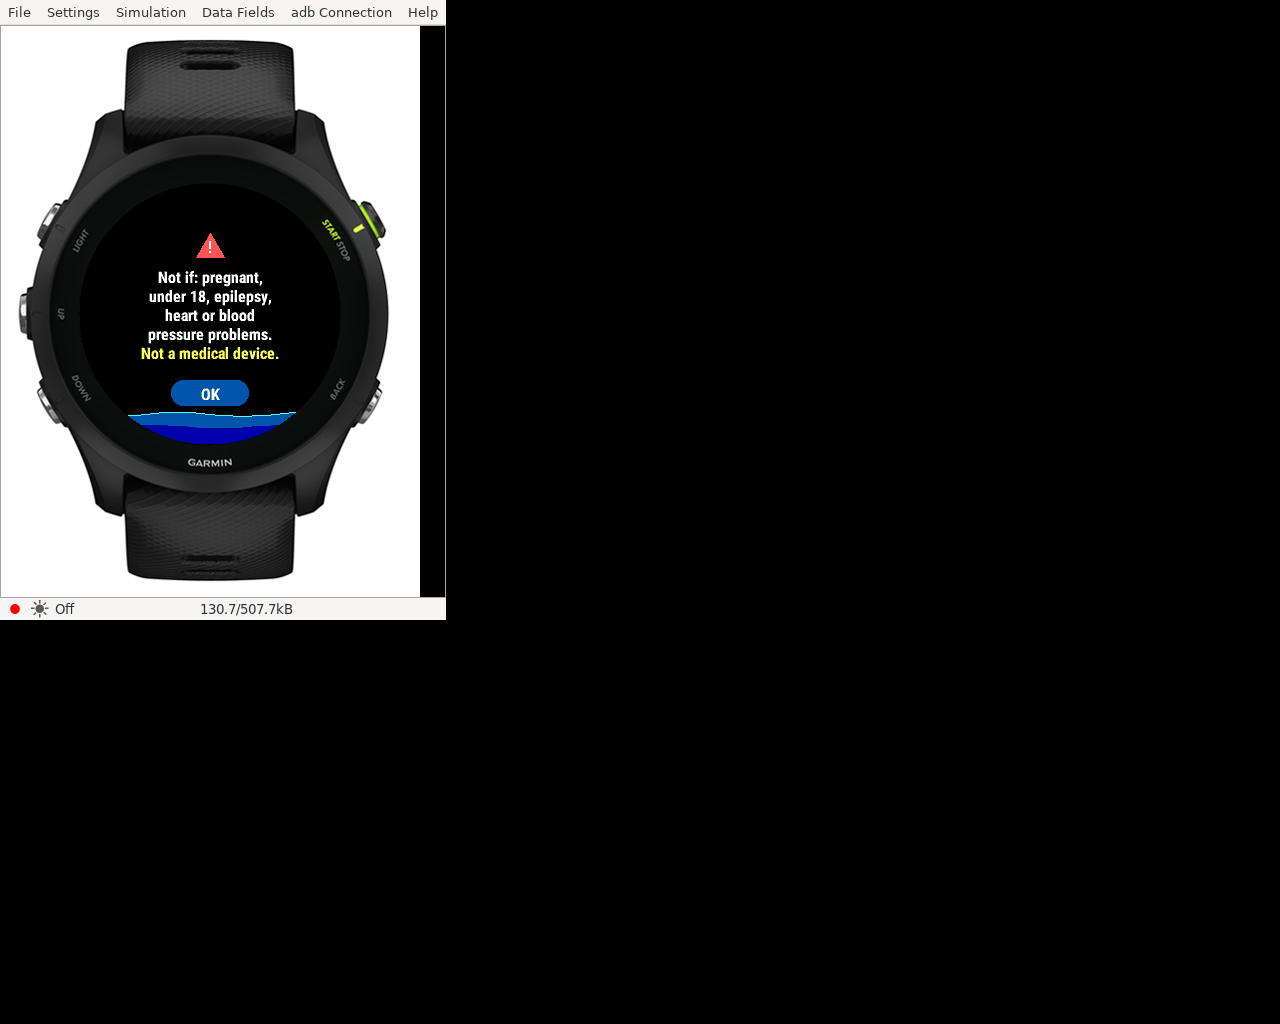 File Settings Simulation Data Fields adb Connection Help
START STOP
LIGHT
!
Not if: pregnant,
under 18, epilepsy,
heart or blood
pressure problems.
Not a medical device.
UP
OK
DOWN
BACK
GARMIN
Off 130.7/507.7kB